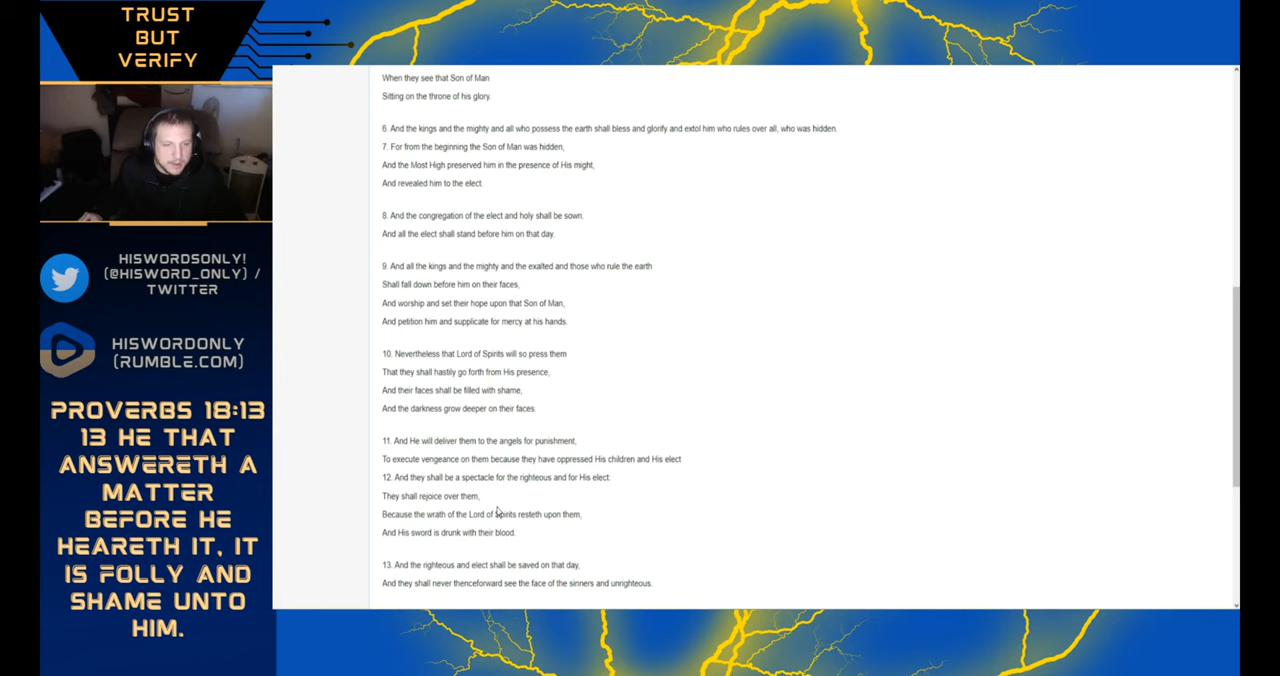 TRUST
BUT
VERIFY
HISWORDSONLY!
(@HISWORD_ONLY) /
TWITTER
HISWORDONLY
(RUMBLE.COM)
PROVERBS 18:13
13 HE THAT
ANSWERETH A
MATTER
BEFORE HE
HEARETH IT, IT
IS FOLLY AND
SHAME UNTO
HIM.
When they see that Son of Man
Sitting on the throne of his glory.
6. And the kings and the mighty and all who possess the earth shall bless and glorify and extol him who rules over all, who was hidden.
7. For from the beginning the Son of Man was hidden,
And the Most High preserved him in the presence of His might,
And revealed him to the elect.
8. And the congregation of the elect and holy shall be sown.
And all the elect shall stand before him on that day.
9. And all the kings and the mighty and the exalted and those who rule the earth
Shall fall down before him on their faces,
And worship and set their hope upon that Son of Man,
And petition him and supplicate for mercy at his hands.
10. Nevertheless that Lord of Spirits will so press them
That they shall hastily go forth from His presence,
And their faces shall be filled with shame,
And the darkness grow deeper on their faces.
11. And He will deliver them to the angels for punishment,
To execute vengeance on them because they have oppressed His children and His elect
12. And they shall be a spectacle for the righteous and for His elect:
They shall rejoice over them,
Because the wrath of the Lord of Spirits resteth upon them,
And His sword is drunk with their blood.
13. And the righteous and elect shall be saved on that day,
And they shall never thenceforward see the face of the sinners and unrighteous.